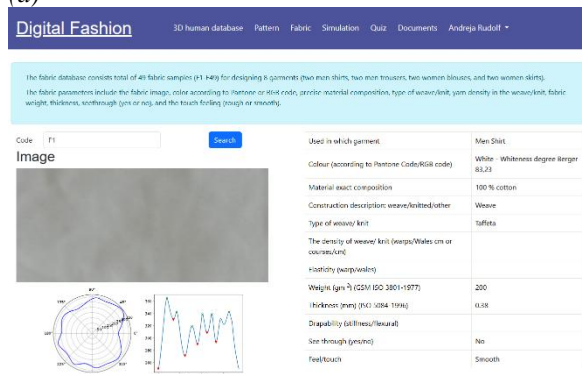 (a)
Digital Fashion 3D human database Pattern Fabric Simulation Quiz Documents Andreja Rudolf
The fabric database consists total of 49 fabric samples (F1-F49) for designing 8 garments (two men shirts, two men trousers, two women blouses, and two women skirts).
The fabric parameters include the fabric image, color according to Pantone or RGB code, precise material composition, type of weave/knit, yarn density in the weave/knit, fabric
weight, thickness, seethrough (yes or no), and the touch feeling (rough or smooth).
Code F1 Search
Image
Used in which garment Men Shirt
Colour (according to Pantone Code/RGB code) White - Whiteness degree Berger
83,23
Material exact composition 100 % cotton
Construction description: weave/knitted/other Weave
Type of weave/ knit Taffeta
The density of weave/ knit (warps/Wales cm or
courses/cm)
Elasticity (warp/wales)
Weight (gm ²) (GSM ISO 3801-1977) 200
Thickness (mm) (ISO 5084-1996) 0.38
Drapability (stiffness/flexural)
See through (yes/no) No
Feel/touch Smooth
90°